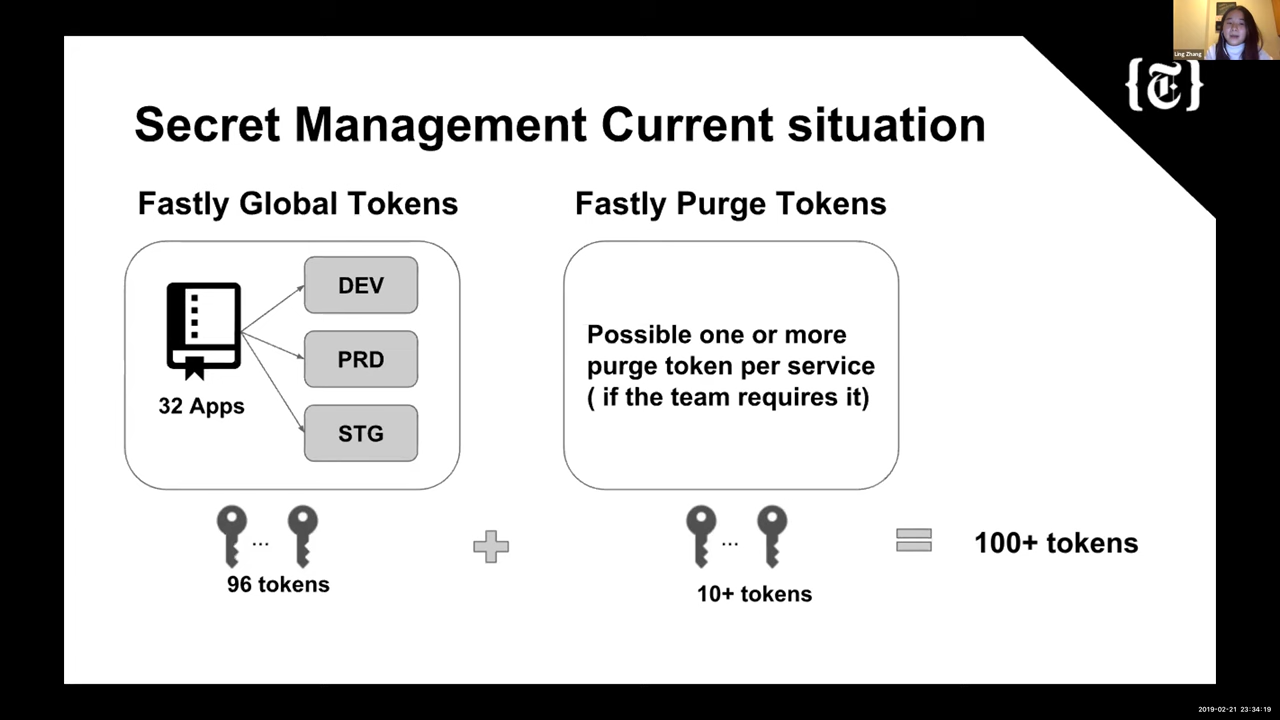 Ling Zhang
{T}
Secret Management Current situation
Fastly Global Tokens
Fastly Purge Tokens
DEV
PRD
STG
32 Apps
Possible one or more
purge token per service
( if the team requires it)
...
96 tokens
...
10+ tokens
100+ tokens
2019-02-21 23:34:19